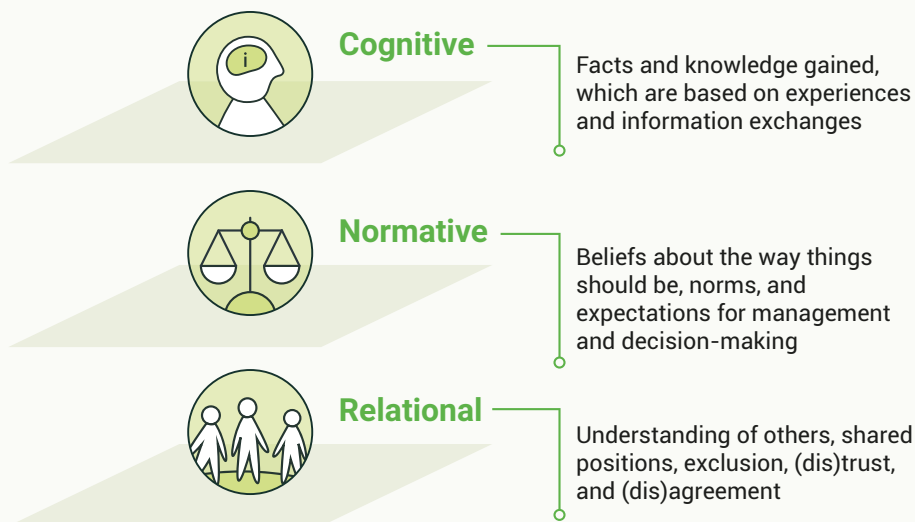 i
Cognitive
Facts and knowledge gained,
which are based on experiences
and information exchanges
Normative
Beliefs about the way things
should be, norms, and
expectations for management
and decision-making
Relational
Understanding of others, shared
positions, exclusion, (dis)trust,
and (dis)agreement